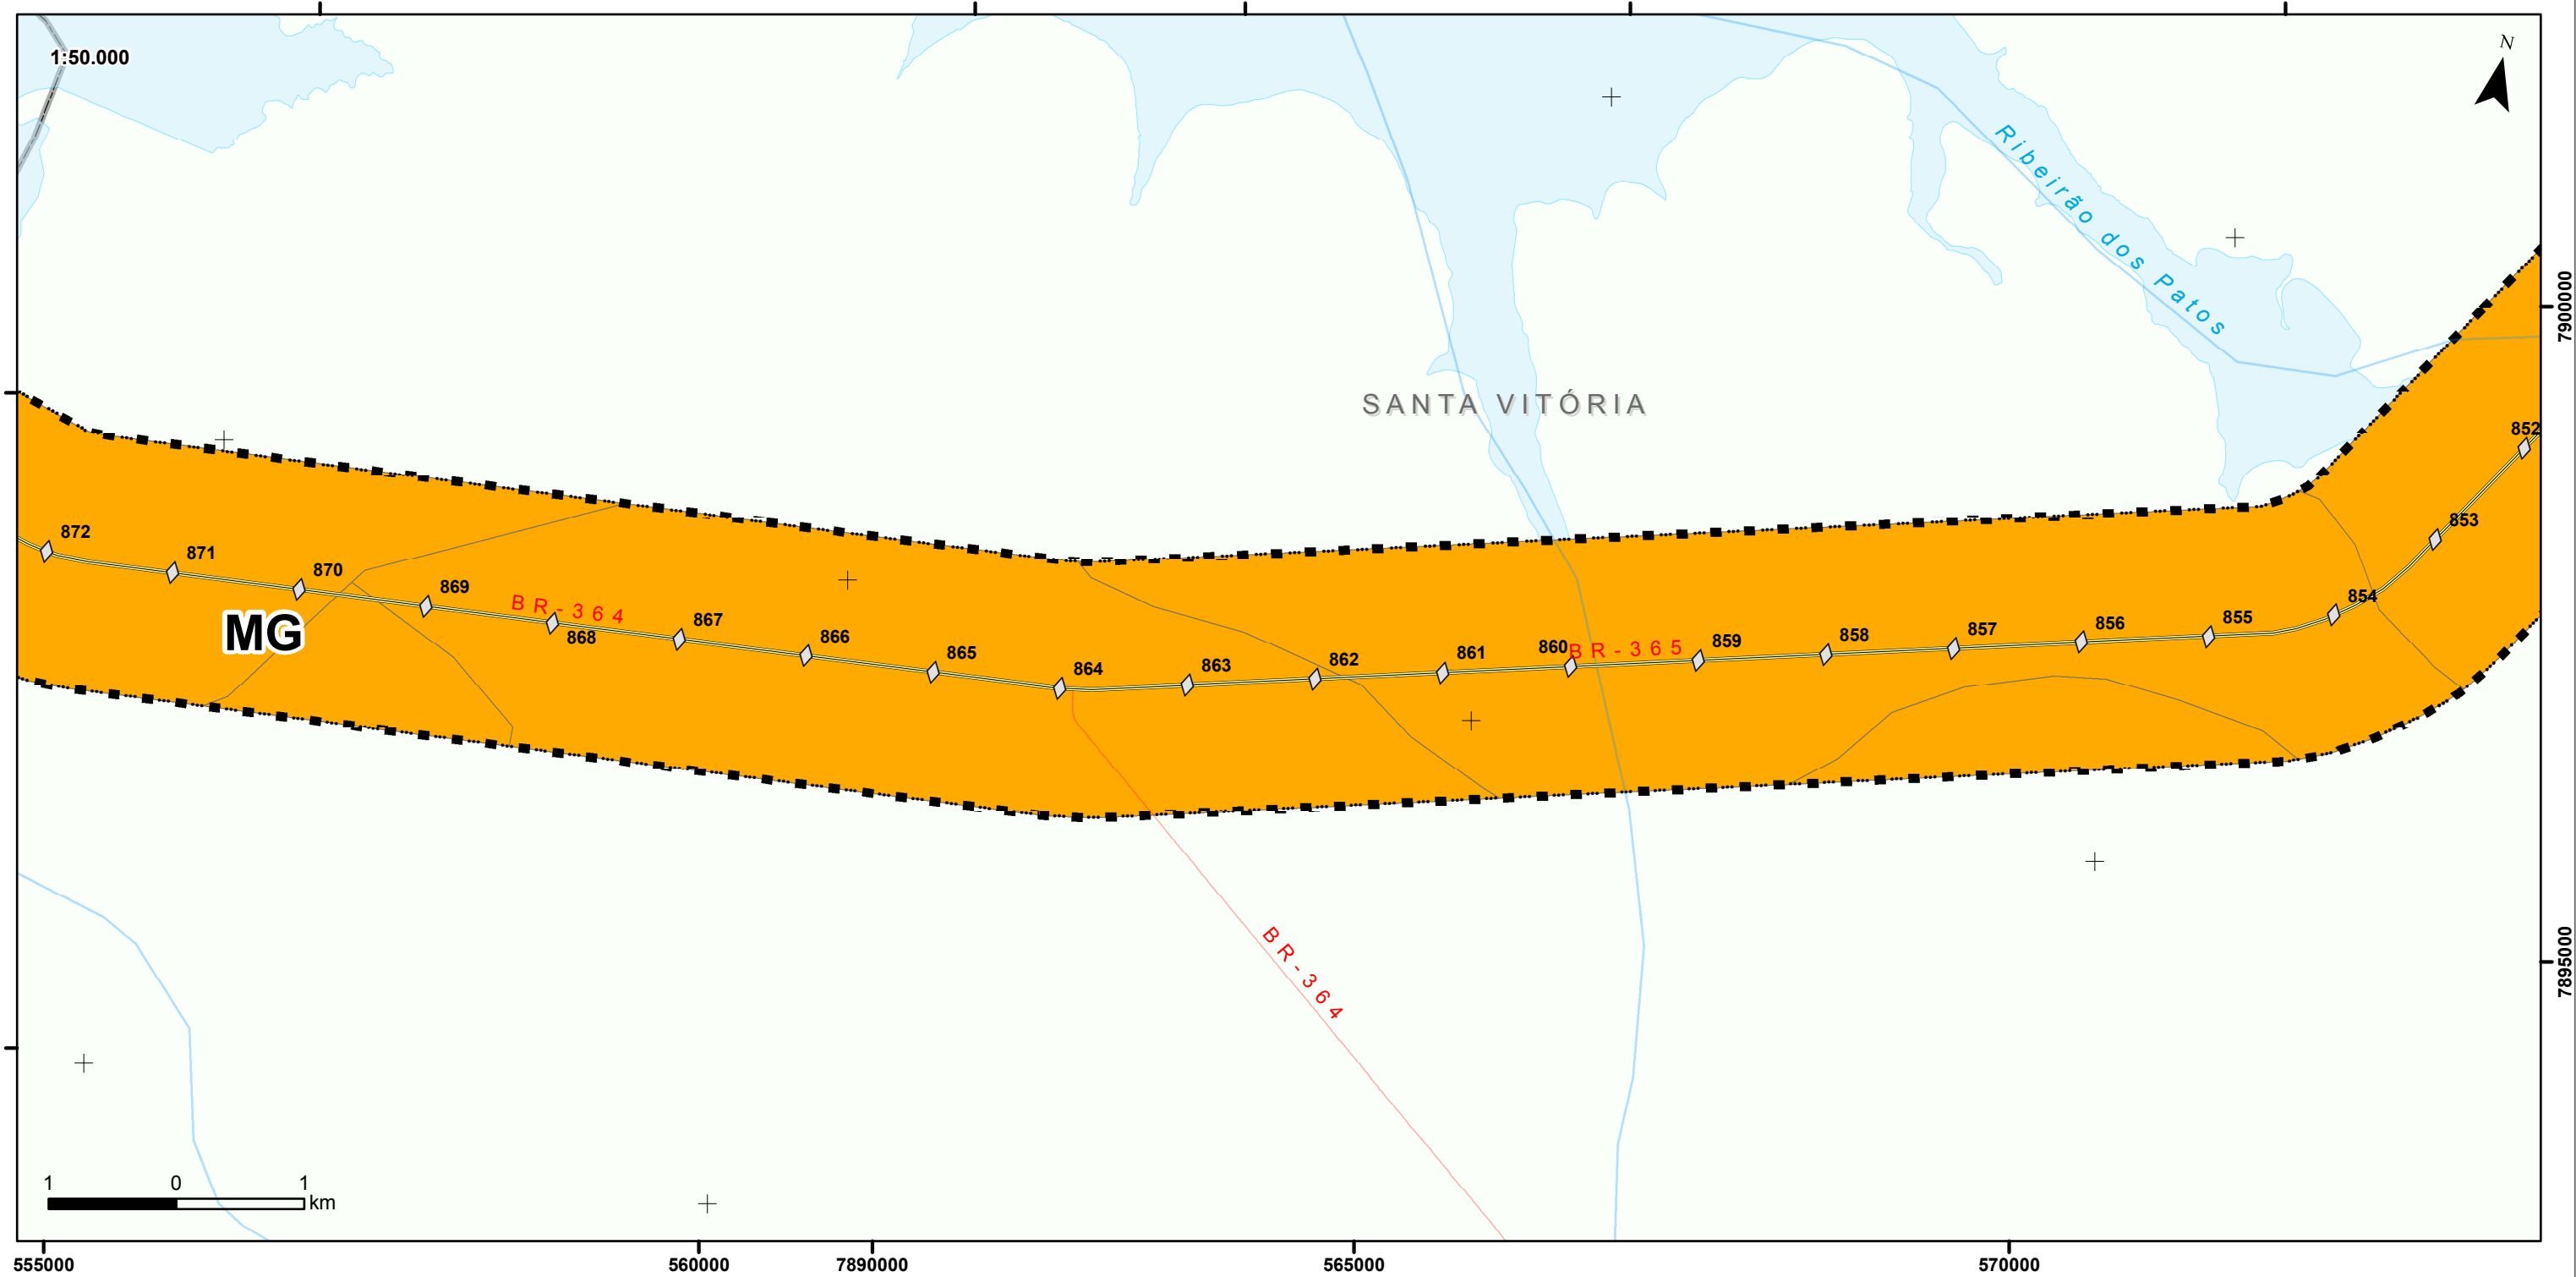 1:50.000
N
Ribeirão dos Patos
7900000
SANTA VITÓRIA
852
853
872
871
870
869
BR-364
868
867
866
865
864
863
862
861
860
BR-365
859
858
857
856
855
854
MG
BR-364
7895000
1 0 1
km
555000 560000 7890000 565000 570000